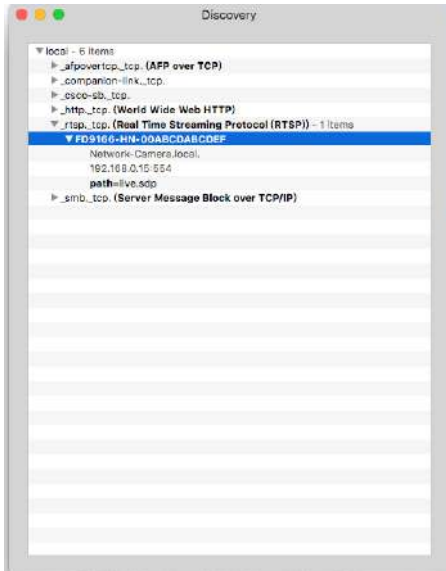 Discovery
local - 6 items
_afpovertcp._tcp. (AFP over TCP)
_companion-link._tcp.
_csco-sb._tcp.
_http._tcp. (World Wide Web HTTP)
_rtsp._tcp. (Real Time Streaming Protocol (RTSP)) - 1 items
FD9166-HN-00ABCDABCDEF
Network-Camera.local.
192.168.0.15:554
path=live.sdp
_smb._tcp. (Server Message Block over TCP/IP)